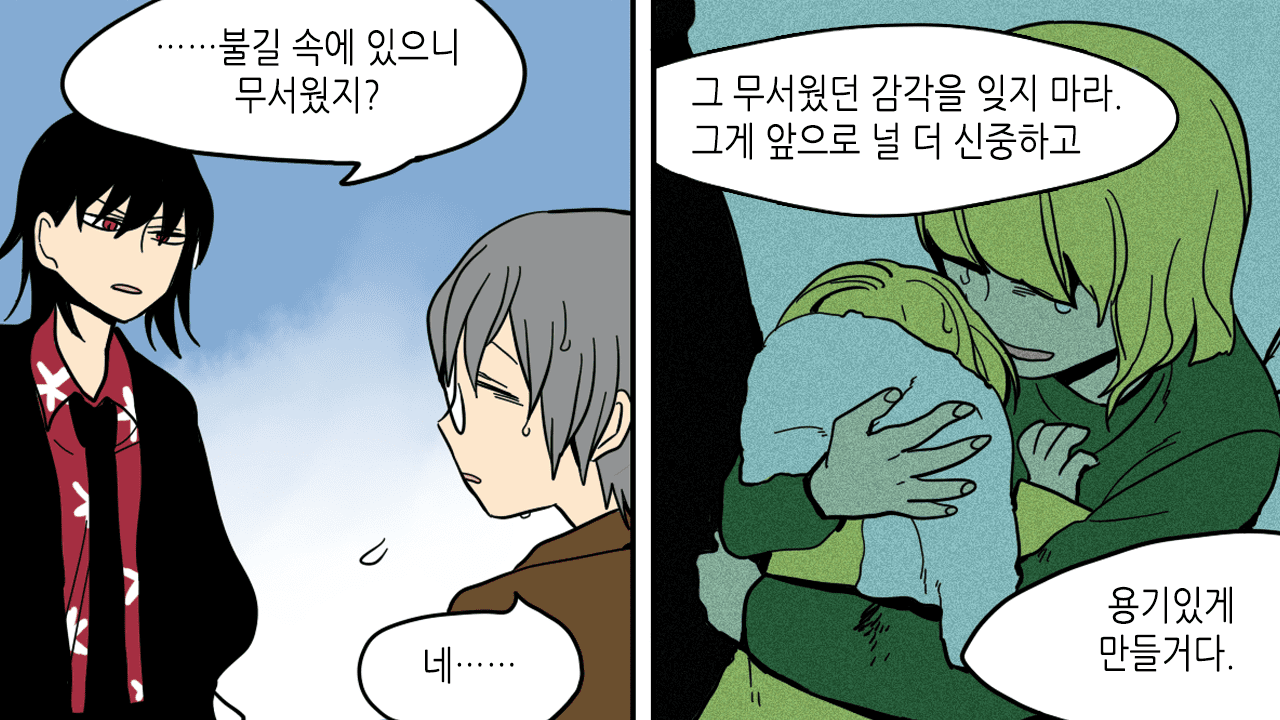 ……불길 속에 있으니
무서웠지?
네……
그 무서웠던 감각을 잊지 마라.
그게 앞으로 널 더 신중하고
용기있게
만들거다.